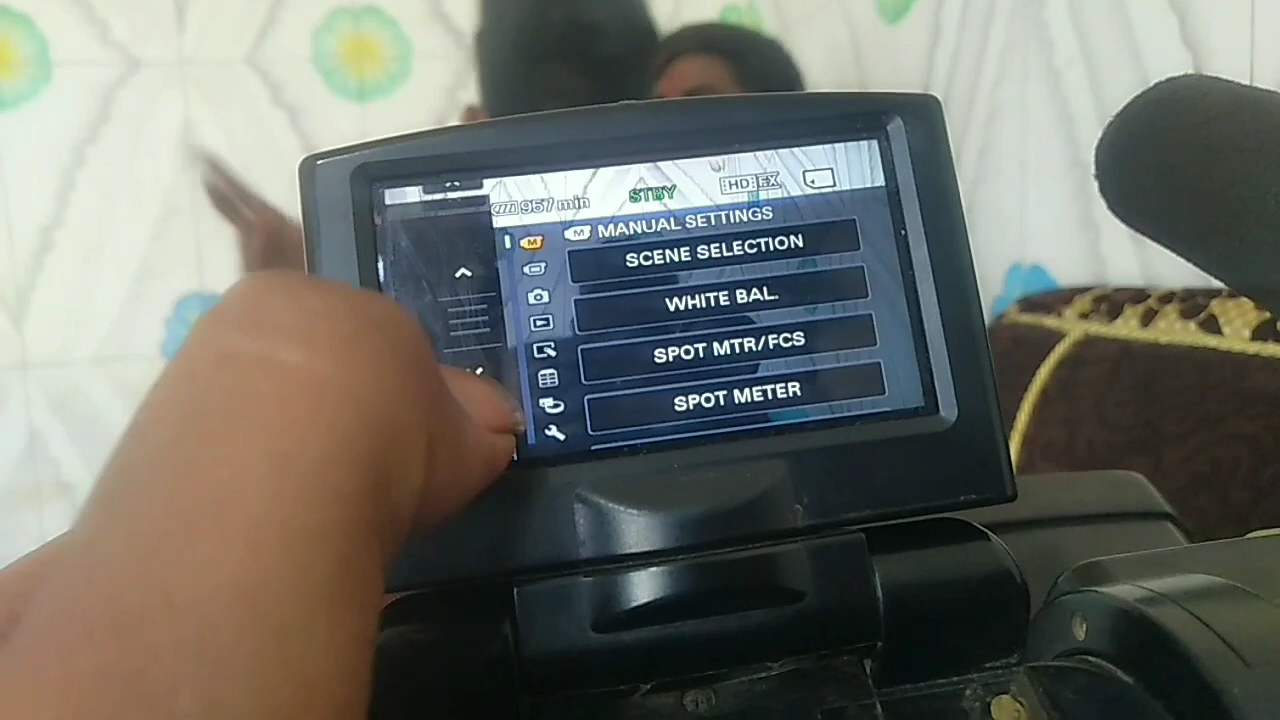 957 min STBY HD FX
M M MANUAL SETTINGS
SCENE SELECTION
WHITE BAL.
SPOT MTR/FCS
SPOT METER